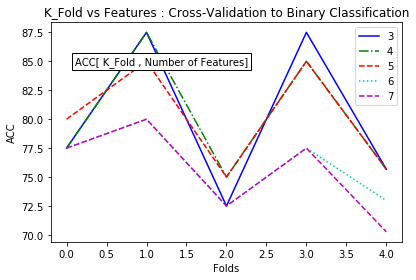 K_Fold vs Features : Cross-Validation to Binary Classification
ACC[ K_Fold , Number of Features]
3
4
5
6
7
ACC
87.5
85.0
82.5
80.0
77.5
75.0
72.5
70.0
0.0 0.5 1.0 1.5 2.0 2.5 3.0 3.5 4.0
Folds